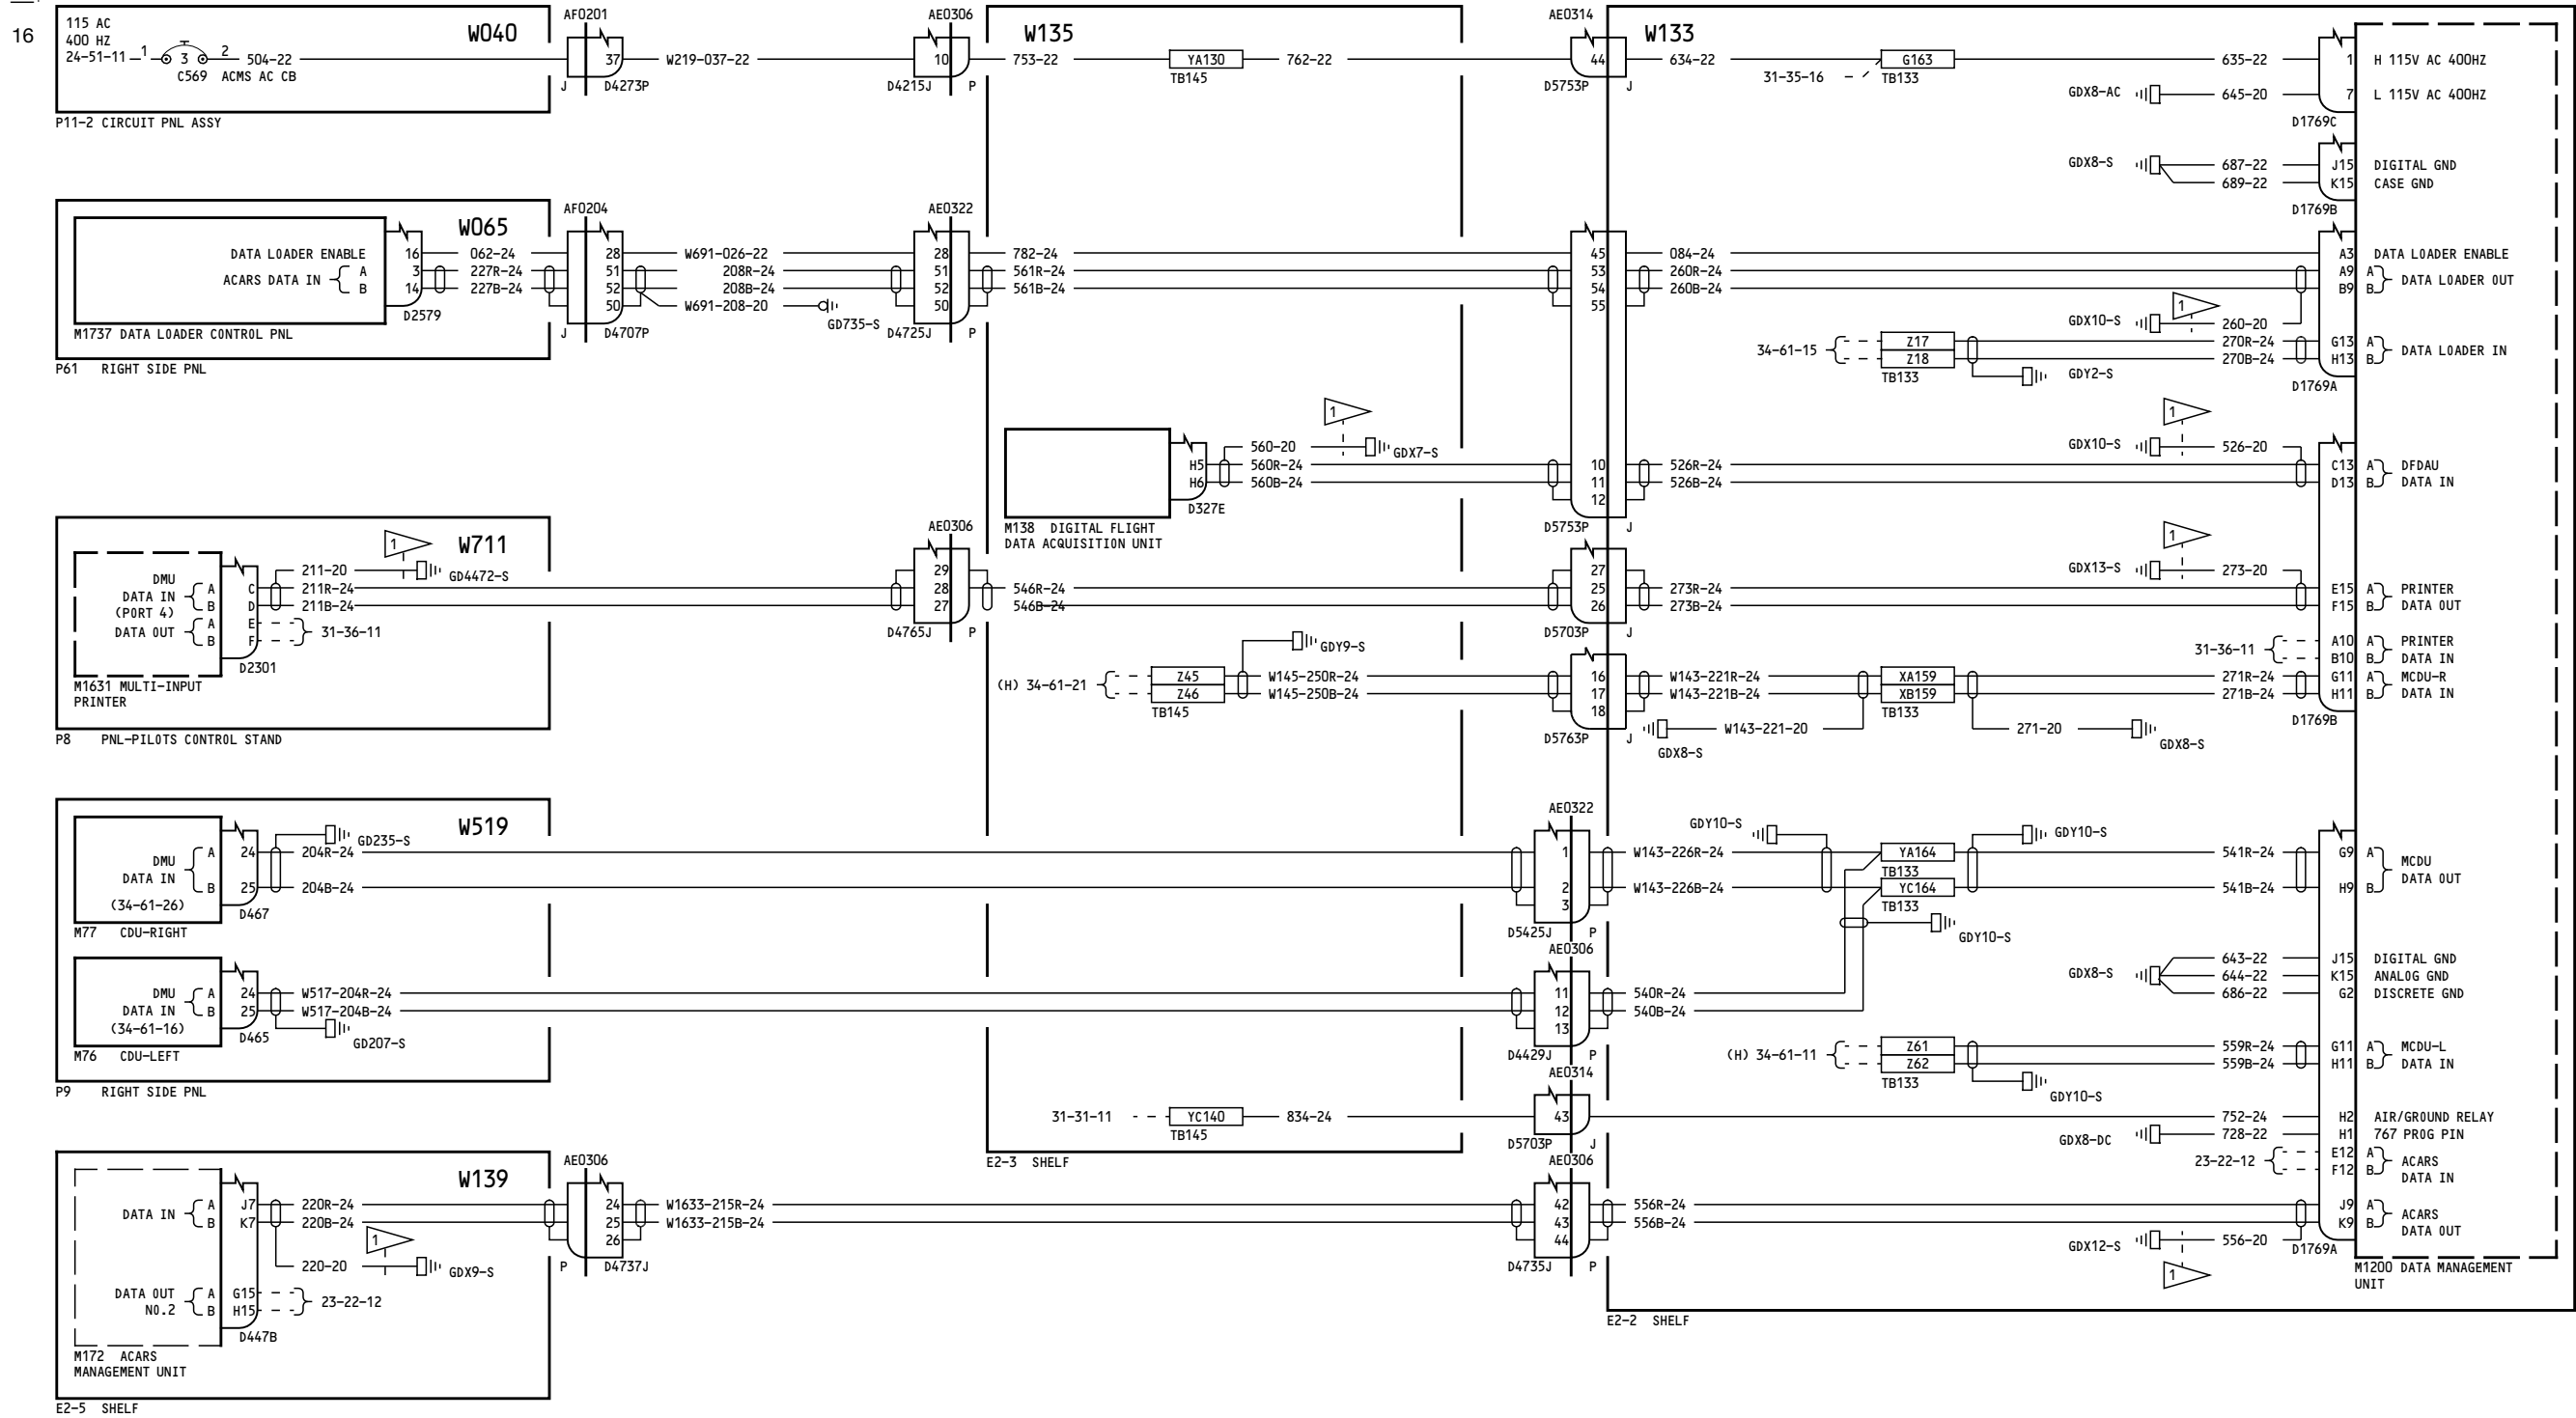 16
115 AC
400 HZ
24-51-11 1 3 2 504-22
C569 ACMS AC CB
W040
P11-2 CIRCUIT PNL ASSY
AF0201
37
J D4273P
W219-037-22
AE0306
10
D4215J P
W135
753-22 YA130 762-22
TB145
AE0314
44
D5753P J
W133
634-22 G163 635-22 1 H 115V AC 400HZ
31-35-16 TB133
GDX8-AC 645-20 7 L 115V AC 400HZ
D1769C
GDX8-S 687-22 J15 DIGITAL GND
689-22 K15 CASE GND
D1769B
W065
DATA LOADER ENABLE 16 062-24
ACARS DATA IN A 3 227R-24
B 14 227B-24
D2579
M1737 DATA LOADER CONTROL PNL
P61 RIGHT SIDE PNL
AF0204
28 W691-026-22
51 208R-24
52 208B-24
50 W691-208-20
GD735-S
J D4707P
AE0322
28 782-24
51 561R-24
52 561B-24
50
D4725J P
45 084-24 A3 DATA LOADER ENABLE
53 260R-24 A9 A
54 260B-24 B9 B DATA LOADER OUT
55
1
GDX10-S 260-20
34-61-15 Z17 270R-24 G13 A
Z18 270B-24 H13 B DATA LOADER IN
TB133 GDY2-S
D1769A
1
560-20 GDX7-S
H5 560R-24
H6 560B-24
D327E
M138 DIGITAL FLIGHT
DATA ACQUISITION UNIT
10 526R-24
11 526B-24
12
D5753P J
1
GDX10-S 526-20
C13 A DFDAU
D13 B DATA IN
W711
1
211-20 GD4472-S
DMU
DATA IN
(PORT 4)
A C 211R-24
B D 211B-24
DATA OUT A E
B F 31-36-11
D2301
M1631 MULTI-INPUT
PRINTER
P8 PNL-PILOTS CONTROL STAND
AE0306
29
28 546R-24
27 546B-24
D4765J P
27
25 273R-24
26 273B-24
D5703P J
1
GDX13-S 273-20
E15 A PRINTER
F15 B DATA OUT
31-36-11 A10 A PRINTER
B10 B DATA IN
GDY9-S
(H) 34-61-21 Z45 W145-250R-24
Z46 W145-250B-24
TB145
16 W143-221R-24 XA159 271R-24 G11 A MCDU-R
17 W143-221B-24 XB159 271B-24 H11 B DATA IN
18 TB133 D1769B
D5763P J
GDX8-S W143-221-20 271-20 GDX8-S
W519
GD235-S
DMU
DATA IN
(34-61-26)
A 24 204R-24
B 25 204B-24
D467
M77 CDU-RIGHT
DMU
DATA IN
(34-61-16)
A 24 W517-204R-24
B 25 W517-204B-24
D465 GD207-S
M76 CDU-LEFT
P9 RIGHT SIDE PNL
AE0322
1 W143-226R-24
2 W143-226B-24
3
D5425J P
GDY10-S GDY10-S
YA164 541R-24 G9 A
TB133
YC164 541B-24 H9 B
TB133
MCDU
DATA OUT
GDY10-S
AE0306
11 540R-24
12 540B-24
13
D4429J P
GDX8-S 643-22 J15 DIGITAL GND
644-22 K15 ANALOG GND
686-22 G2 DISCRETE GND
(H) 34-61-11 Z61 559R-24 G11 A MCDU-L
Z62 559B-24 H11 B DATA IN
TB133 GDY10-S
AE0314
31-31-11 YC140 834-24 43
TB145 D5703P J
752-24 H2 AIR/GROUND RELAY
GDX8-DC 728-22 H1 767 PROG PIN
23-22-12 E12 A ACARS
F12 B DATA IN
E2-3 SHELF
W139
DATA IN A J7 220R-24
B K7 220B-24
1
220-20 GDX9-S
DATA OUT
NO.2
A G15
B H15 23-22-12
D447B
M172 ACARS
MANAGEMENT UNIT
E2-5 SHELF
AE0306
24 W1633-215R-24
25 W1633-215B-24
26
P D4737J
AE0306
42 556R-24
43 556B-24
44
D4735J P
J9 A ACARS
K9 B DATA OUT
GDX12-S 556-20
1
D1769A
M1200 DATA MANAGEMENT
UNIT
E2-2 SHELF